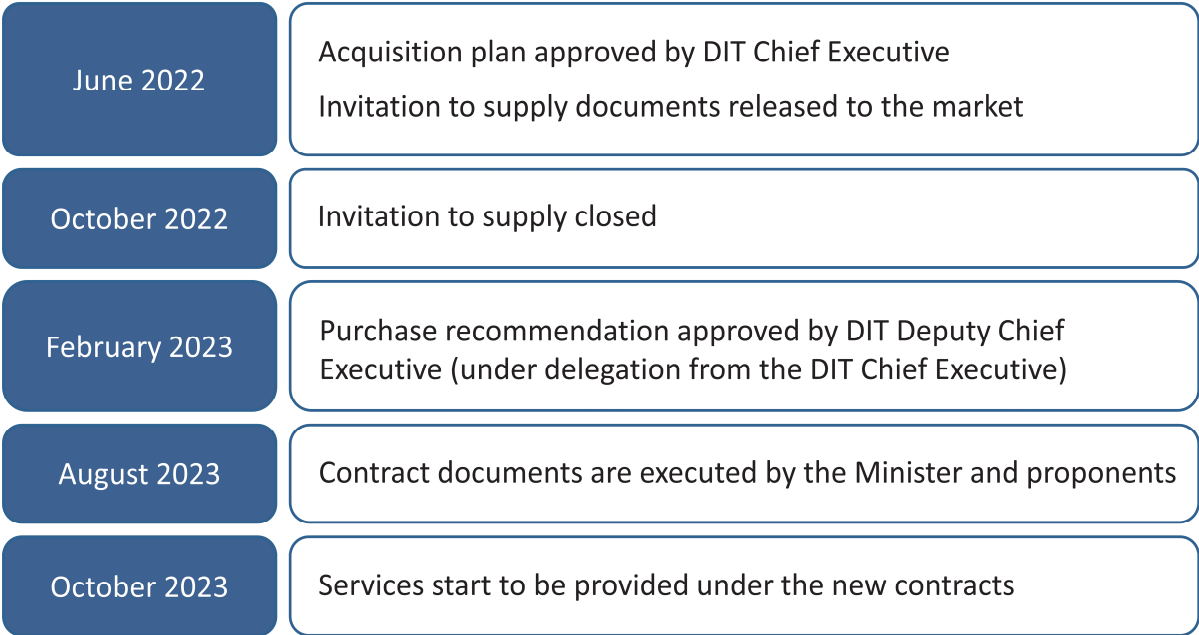 June 2022
Acquisition plan approved by DIT Chief Executive
Invitation to supply documents released to the market
October 2022
Invitation to supply closed
February 2023
Purchase recommendation approved by DIT Deputy Chief
Executive (under delegation from the DIT Chief Executive)
August 2023
Contract documents are executed by the Minister and proponents
October 2023
Services start to be provided under the new contracts